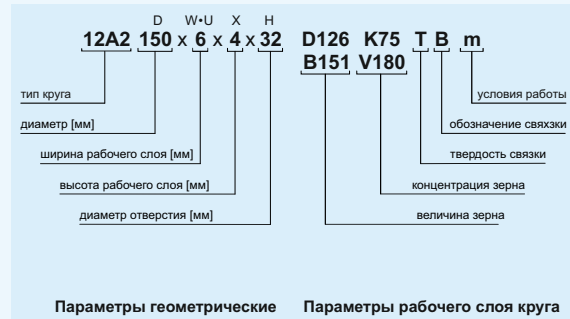 D W•U X H
12A2 150 x 6 x 4 x 32 D126 K75 T B m
B151 V180
тип круга условия работы
диаметр [мм] обозначение свяхзки
ширина рабочего слоя [мм] твердость связки
высота рабочего слоя [мм] концентрация зерна
диаметр отверстия [мм] величина зерна
Параметры геометрические Параметры рабочего слоя круга